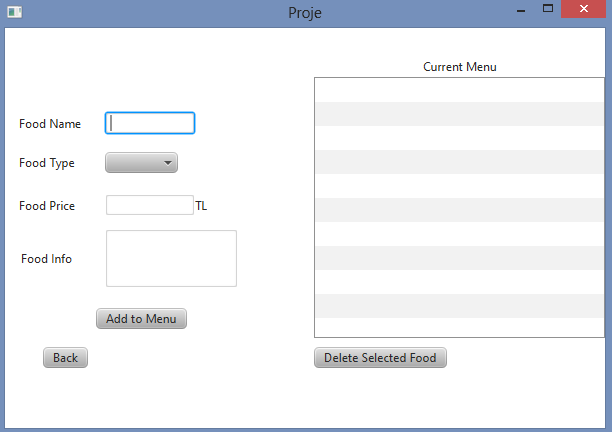 Proje
Current Menu
Food Name
Food Type
Food Price TL
Food Info
Add to Menu
Back
Delete Selected Food